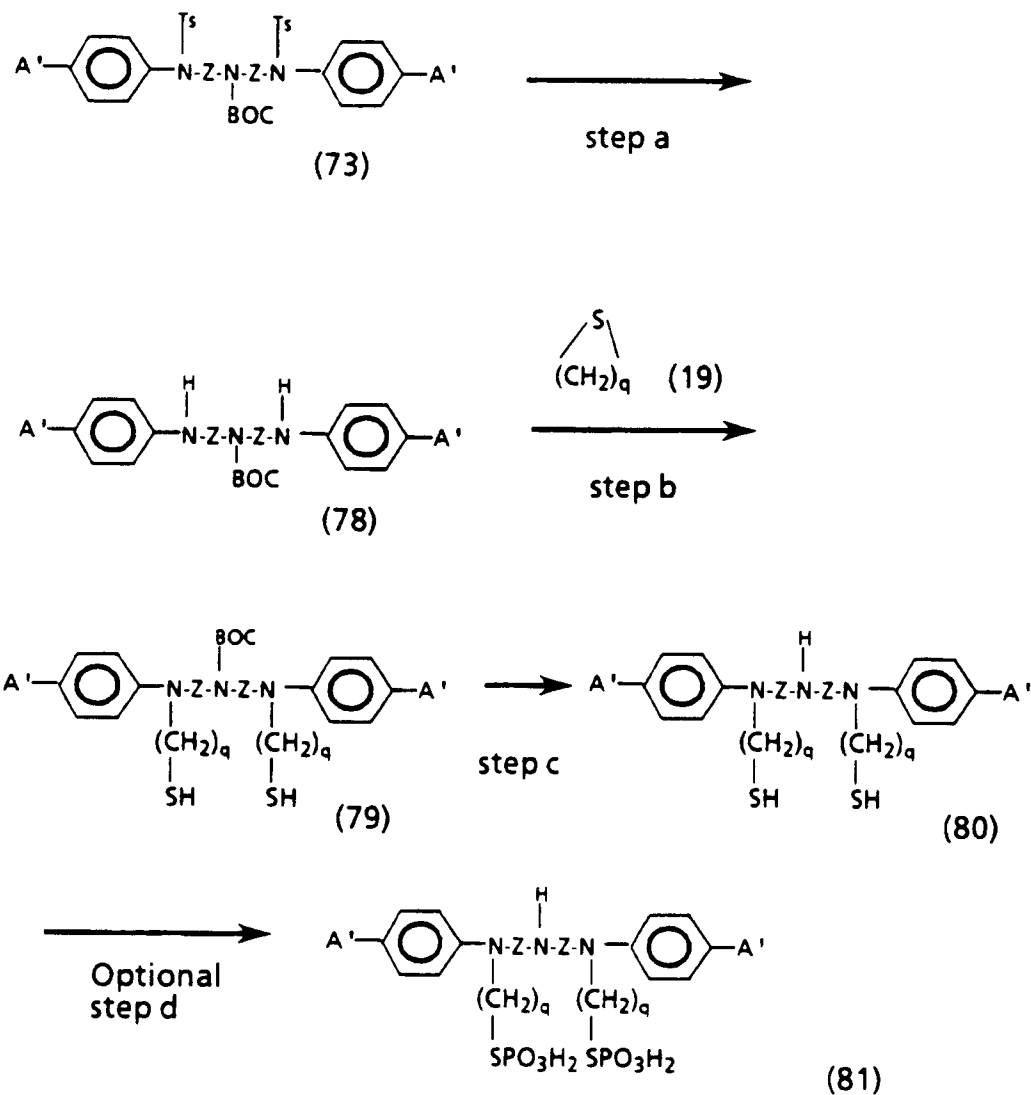 Ts Ts
A' N-Z-N-Z-N A'
BOC
(73)
step a
S
(CH₂)q (19)
H H
A' N-Z-N-Z-N A'
BOC
(78)
step b
BOC
A' N-Z-N-Z-N A'
(CH₂)q (CH₂)q
SH SH
(79)
step c
H
A' N-Z-N-Z-N A'
(CH₂)q (CH₂)q
SH SH
(80)
Optional
step d
H
A' N-Z-N-Z-N A'
(CH₂)q (CH₂)q
SPO₃H₂ SPO₃H₂
(81)